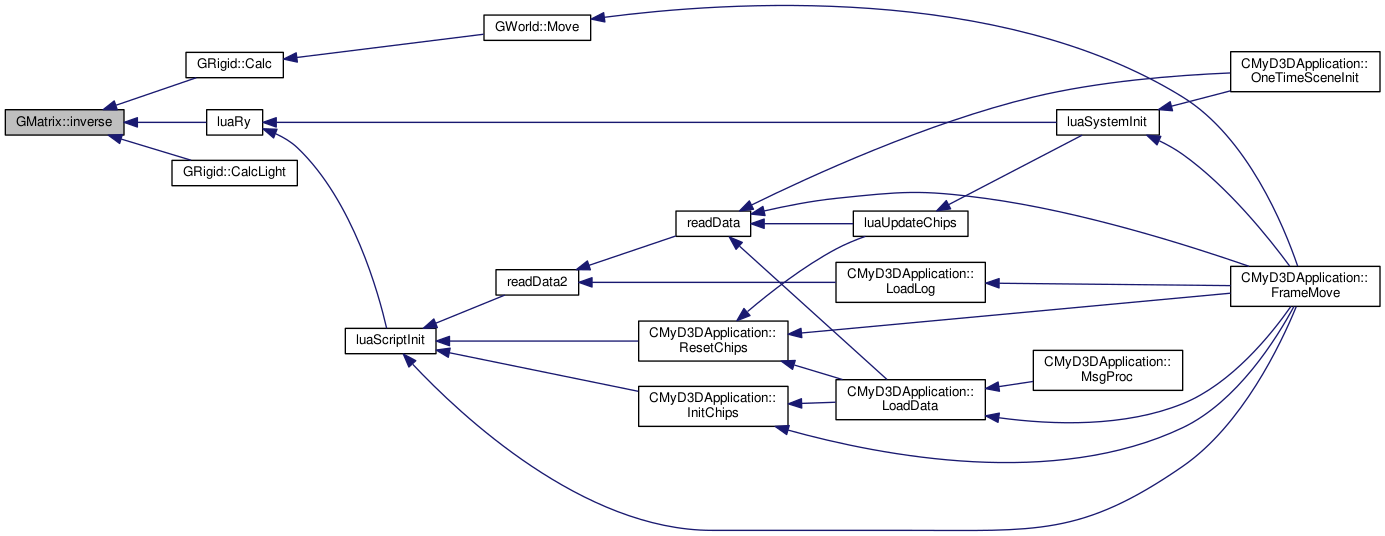 GWorld::Move
GRigid::Calc
CMyD3DApplication::
OneTimeSceneInit
GMatrix::inverse
luaRy
luaSystemInit
GRigid::CalcLight
readData
luaUpdateChips
readData2
CMyD3DApplication::
LoadLog
CMyD3DApplication::
FrameMove
luaScriptInit
CMyD3DApplication::
ResetChips
CMyD3DApplication::
MsgProc
CMyD3DApplication::
InitChips
CMyD3DApplication::
LoadData